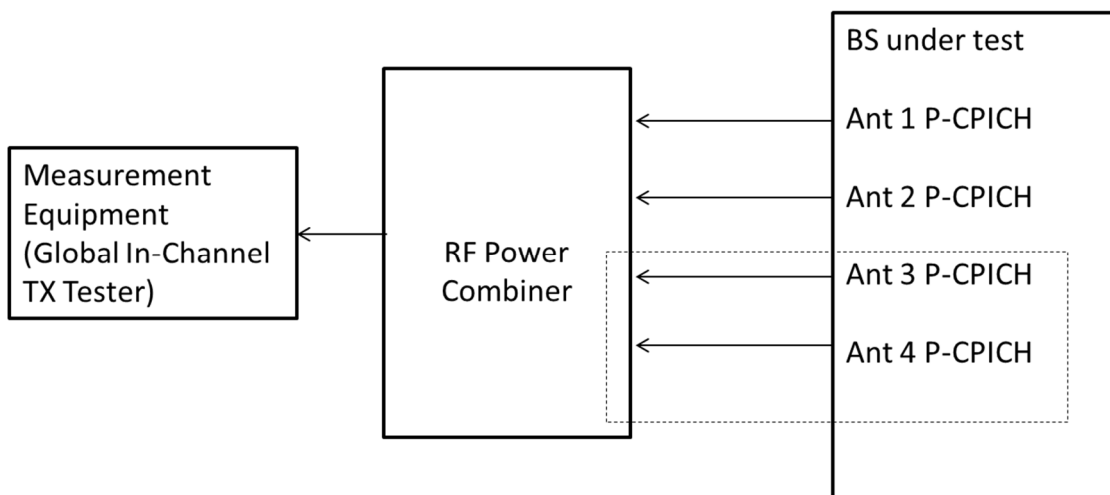 Measurement
Equipment
(Global In-Channel
TX Tester)
RF Power
Combiner
BS under test
Ant 1 P-CPICH
Ant 2 P-CPICH
Ant 3 P-CPICH
Ant 4 P-CPICH